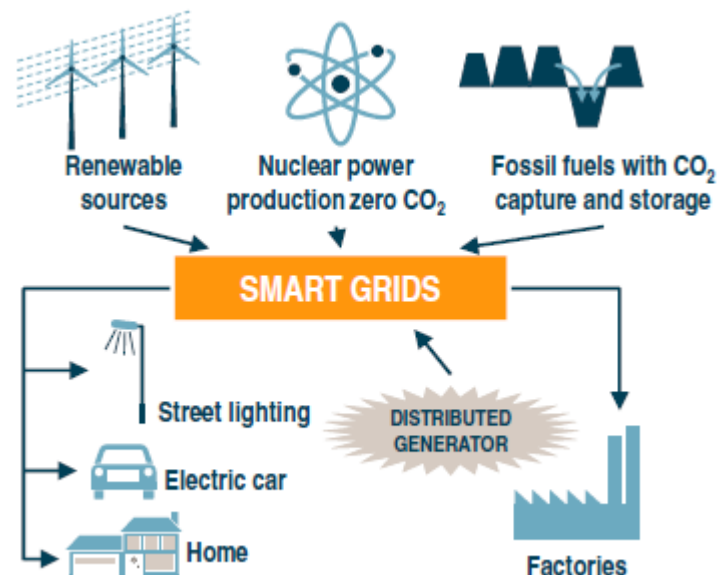 Renewable
sources
Nuclear power
production zero CO₂
Fossil fuels with CO₂
capture and storage
SMART GRIDS
Street lighting
DISTRIBUTED
GENERATOR
Electric car
Home
Factories